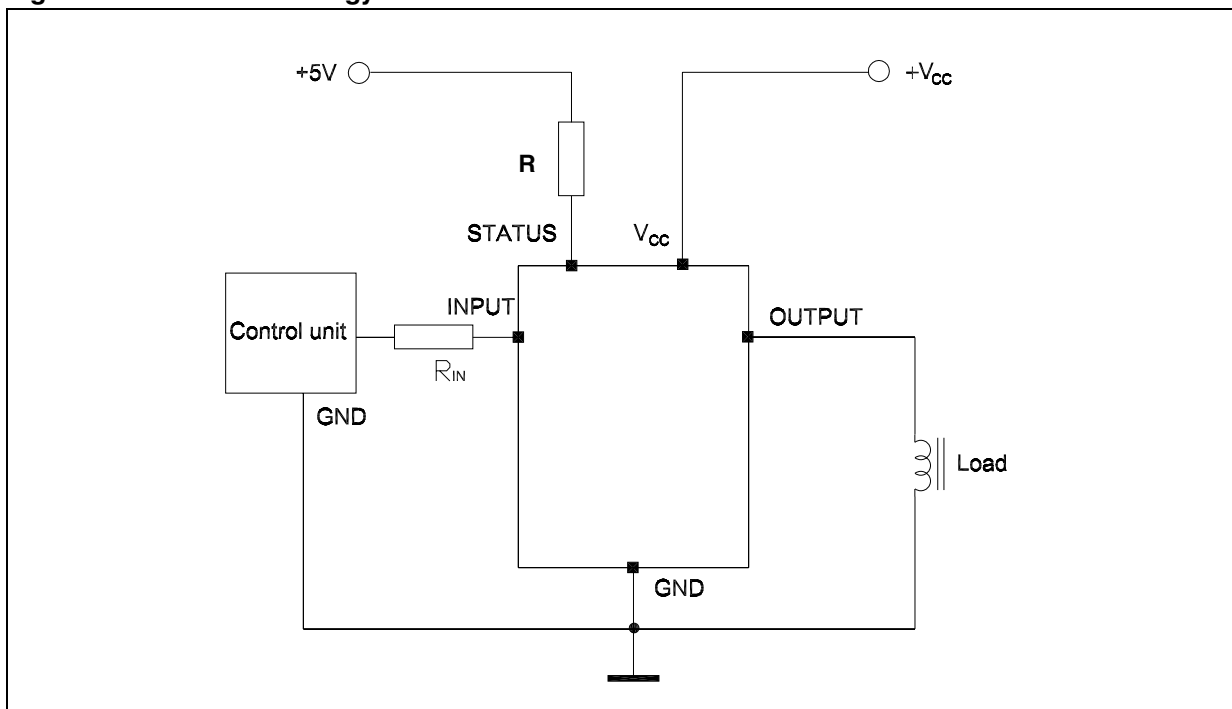 +5V
+VCC
R
STATUS
VCC
INPUT
OUTPUT
Control unit
RIN
GND
Load
GND